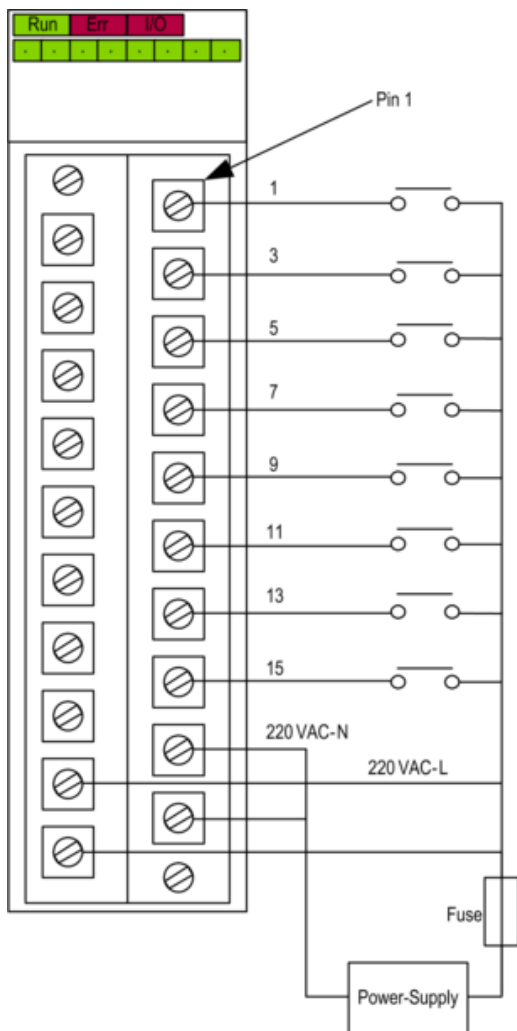 Run Err I/O
Pin 1
1
3
5
7
9
11
13
15
220 VAC-N
220 VAC-L
Fuse
Power-Supply